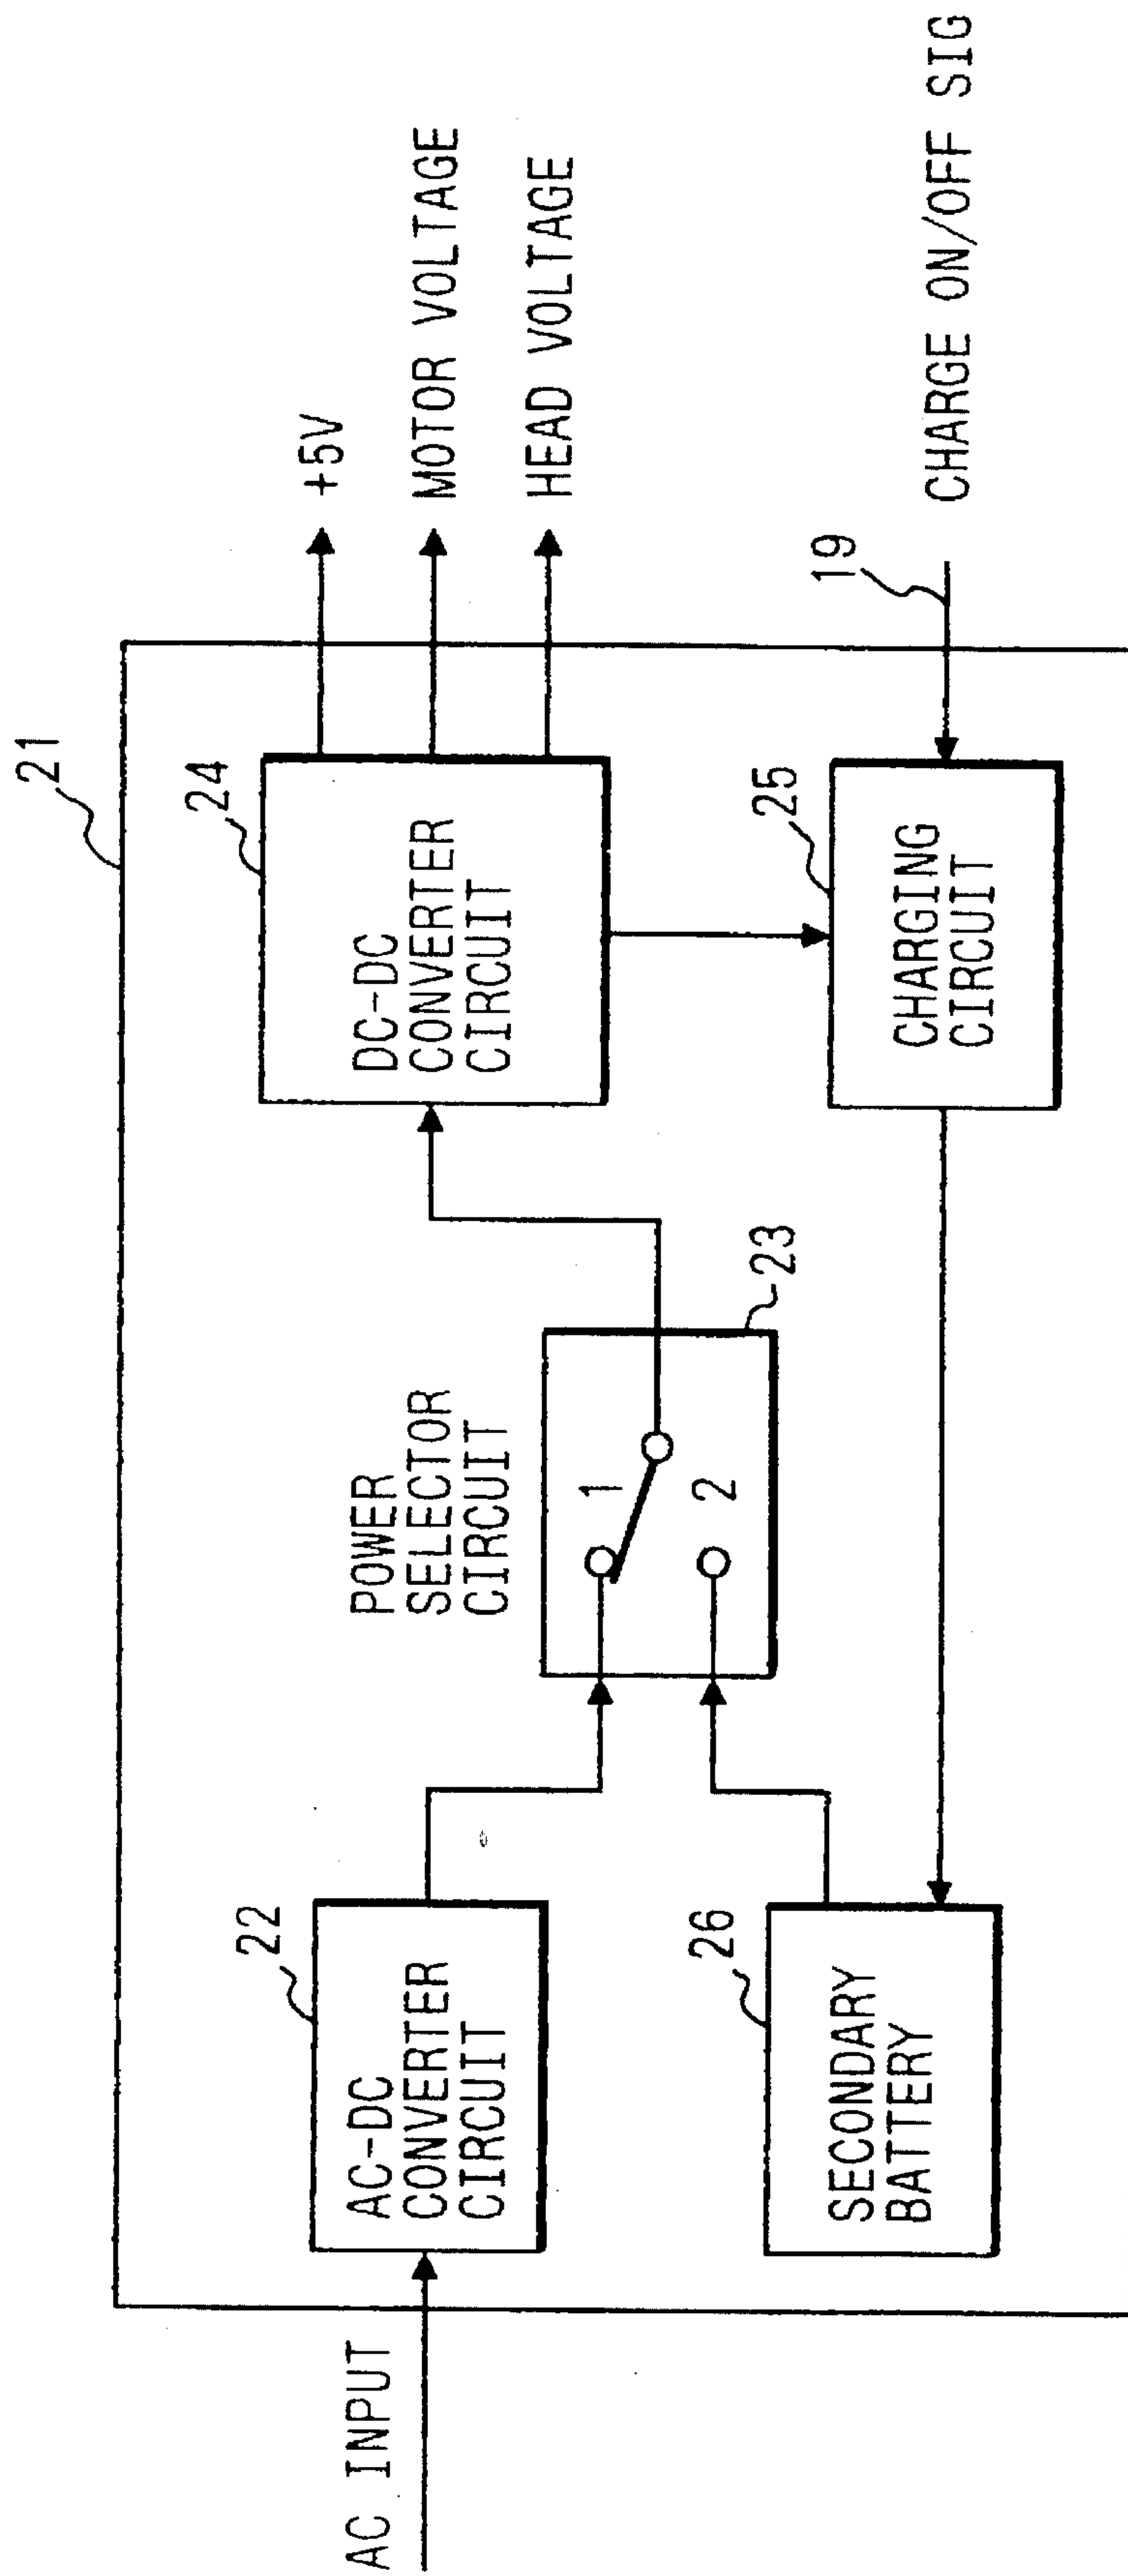 21
24
+5V
DC-DC
CONVERTER
CIRCUIT
MOTOR VOLTAGE
HEAD VOLTAGE
POWER
SELECTOR
CIRCUIT
22
AC INPUT
AC-DC
CONVERTER
CIRCUIT
1
2
23
26
SECONDARY
BATTERY
25
CHARGING
CIRCUIT
19
CHARGE ON/OFF SIG